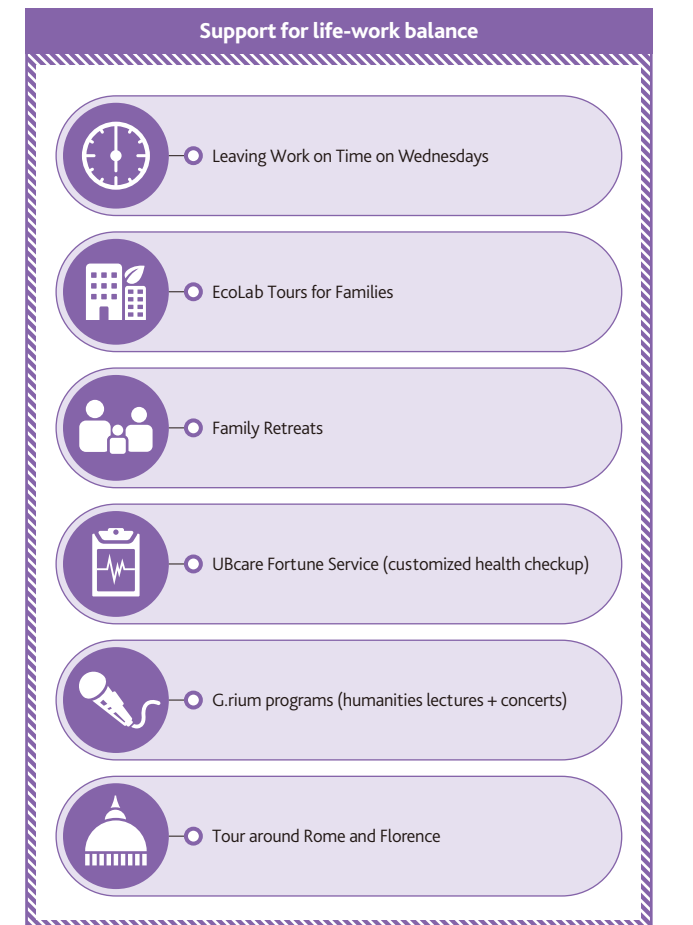 Support for life-work balance
Leaving Work on Time on Wednesdays
EcoLab Tours for Families
Family Retreats
UBcare Fortune Service (customized health checkup)
G.rium programs (humanities lectures + concerts)
Tour around Rome and Florence